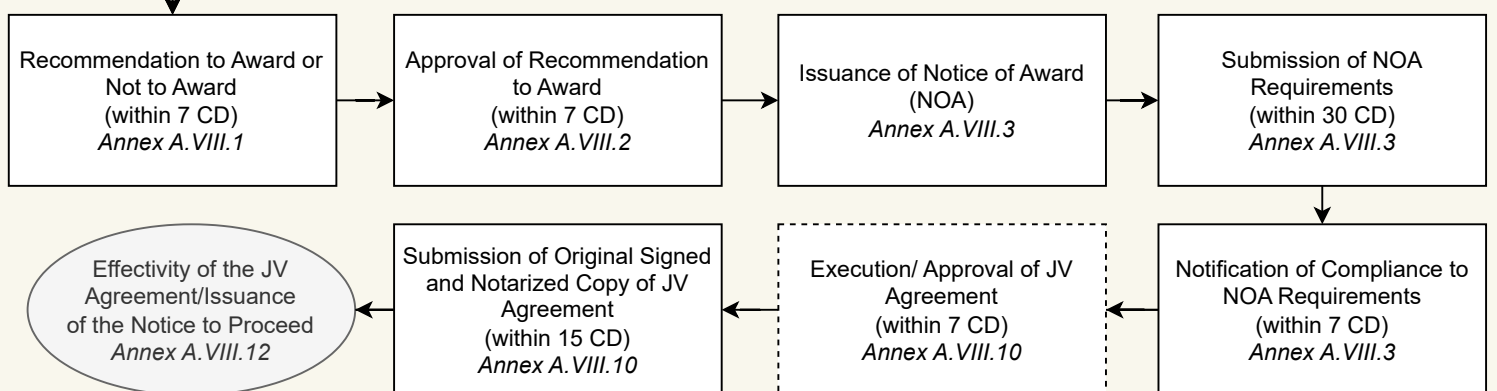 Recommendation to Award or
Not to Award
(within 7 CD)
Annex A.VIII.1
Approval of Recommendation
to Award
(within 7 CD)
Annex A.VIII.2
Issuance of Notice of Award
(NOA)
Annex A.VIII.3
Submission of NOA
Requirements
(within 30 CD)
Annex A.VIII.3
Notification of Compliance to
NOA Requirements
(within 7 CD)
Annex A.VIII.3
Execution/ Approval of JV
Agreement
(within 7 CD)
Annex A.VIII.10
Submission of Original Signed
and Notarized Copy of JV
Agreement
(within 15 CD)
Annex A.VIII.10
Effectivity of the JV
Agreement/Issuance
of the Notice to Proceed
Annex A.VIII.12